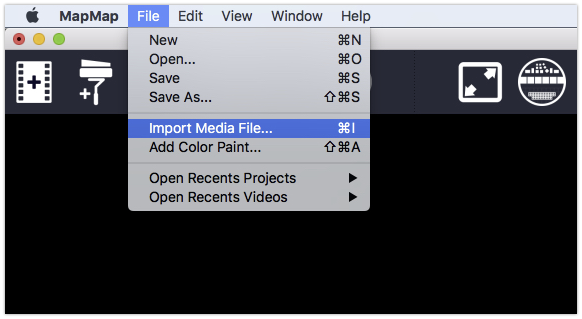 MapMap File Edit View Window Help
New ⌘N
Open... ⌘O
Save ⌘S
Save As... ⇧⌘S
Import Media File... ⌘I
Add Color Paint... ⇧⌘A
Open Recents Projects
Open Recents Videos